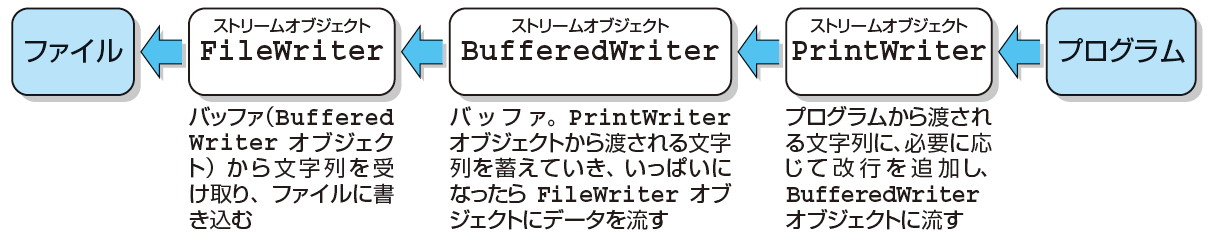 ファイル
ストリームオブジェクト
FileWriter
ストリームオブジェクト
BufferedWriter
ストリームオブジェクト
PrintWriter
プログラム
バッファ(Buffered
Writer オブジェク
ト）から文字列を受
け取り、ファイルに書
き込む
バッファ。PrintWriter
オブジェクトから渡される文字
列を蓄えていき、いっぱいに
なったら FileWriter オブ
ジェクトにデータを流す
プログラムから渡され
る文字列に、必要に応
じて改行を追加し、
BufferedWriter
オブジェクトに流す